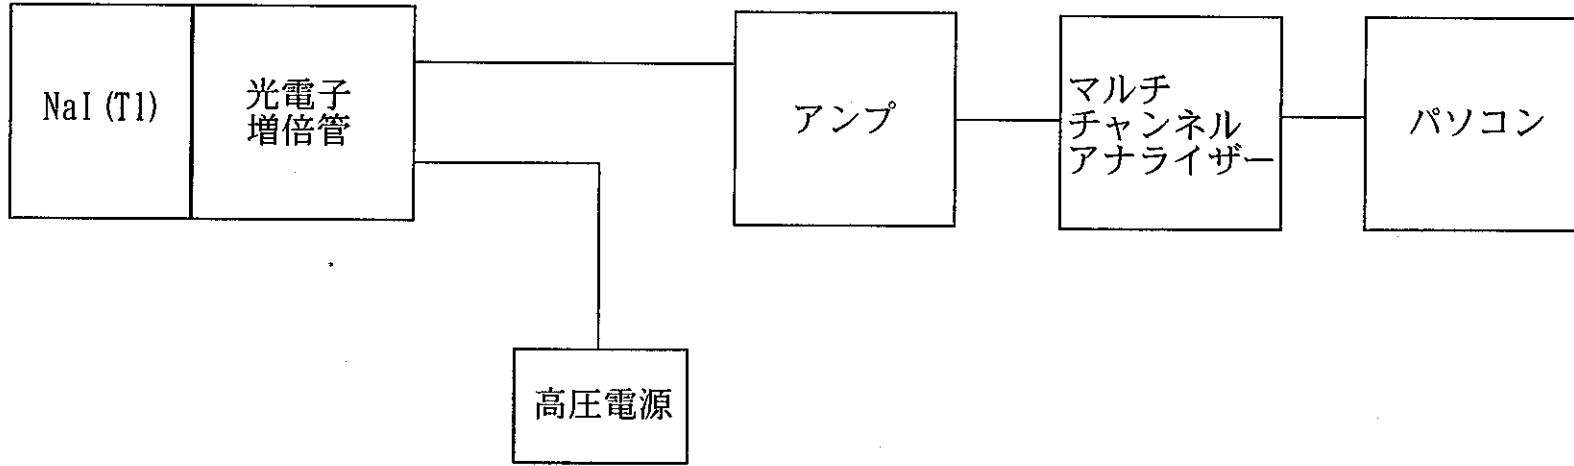 NaI(Tl)
光電子
増倍管
アンプ
マルチ
チャンネル
アナライザー
パソコン
高圧電源